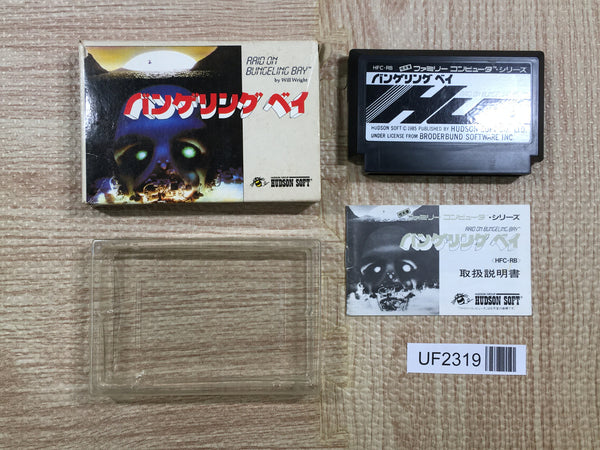 RAID ON
BUNGELING BAY™
by Will Wright
バンゲリング ベイ
HUDSON SOFT
HFC-RB
ファミリー コンピュータ・シリーズ
バンゲリング ベイ
HUDSON SOFT © 1985 PUBLISHED BY HUDSON SOFT CO., LTD.
UNDER LICENSE FROM BRODERBUND SOFTWARE INC.
ファミリー コンピュータ・シリーズ
RAID ON
BUNGELING BAY™
バンゲリング ベイ
〈HFC-RB〉
取扱説明書
HUDSON SOFT
UF2319